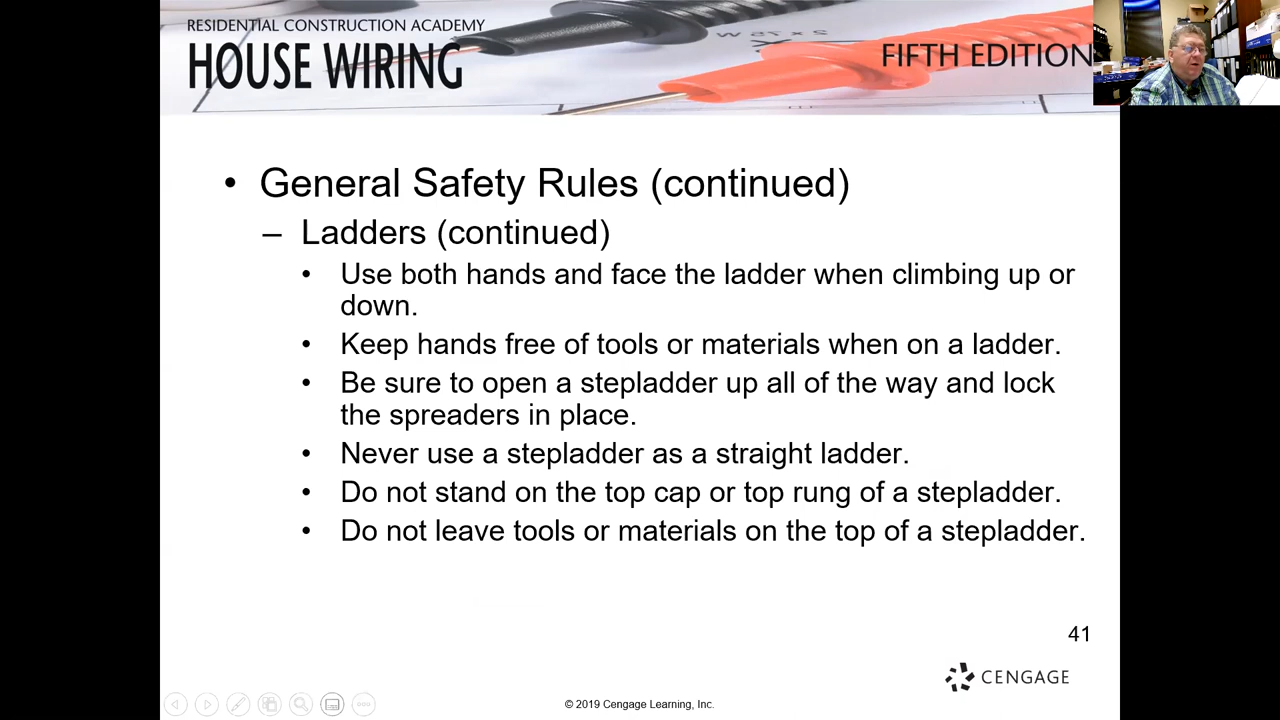 RESIDENTIAL CONSTRUCTION ACADEMY
HOUSE WIRING
FIFTH EDITION
• General Safety Rules (continued)
– Ladders (continued)
• Use both hands and face the ladder when climbing up or
down.
• Keep hands free of tools or materials when on a ladder.
• Be sure to open a stepladder up all of the way and lock
the spreaders in place.
• Never use a stepladder as a straight ladder.
• Do not stand on the top cap or top rung of a stepladder.
• Do not leave tools or materials on the top of a stepladder.
41
CENGAGE
© 2019 Cengage Learning, Inc.